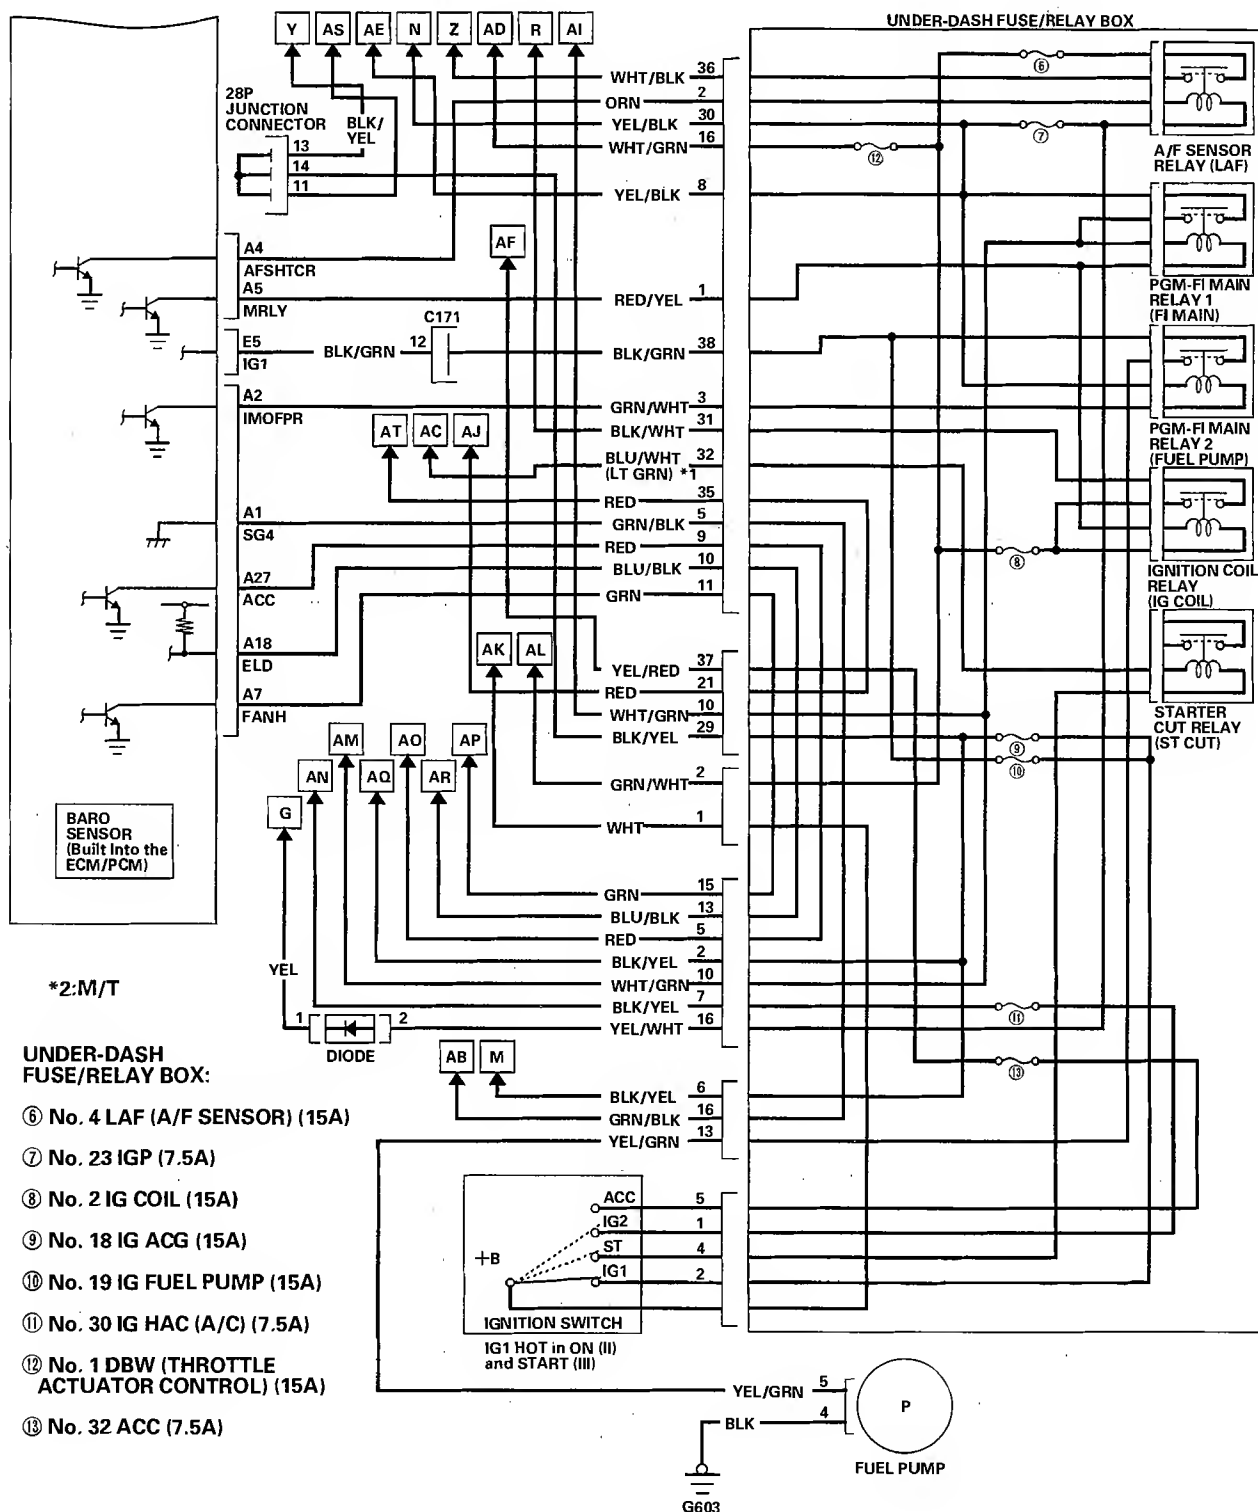 UNDER-DASH FUSE/RELAY BOX
Y AS AE N Z AD R AI
28P
JUNCTION
CONNECTOR
BLK/
YEL
13
14
11
WHT/BLK 36
ORN 2
YEL/BLK 30
WHT/GRN 16
YEL/BLK 8
⑥
⑦
⑫
A/F SENSOR
RELAY (LAF)
AF
A4
AFSHTCR
A5
MRLY
RED/YEL 1
PGM-FI MAIN
RELAY 1
(FI MAIN)
C171
E5
IG1
BLK/GRN 12
BLK/GRN 38
A2
IMOFPR
GRN/WHT 3
BLK/WHT 31
PGM-FI MAIN
RELAY 2
(FUEL PUMP)
AT AC AJ
BLU/WHT 32
(LT GRN) *1
RED 35
A1
SG4
GRN/BLK 5
RED 9
BLU/BLK 10
GRN 11
⑧
IGNITION COIL
RELAY
(IG COIL)
A27
ACC
A18
ELD
A7
FANH
AK AL
YEL/RED 37
RED 21
WHT/GRN 10
BLK/YEL 29
⑨
⑩
STARTER
CUT RELAY
(ST CUT)
AM AO AP
AN AQ AR
G
GRN/WHT 2
WHT 1
BARO
SENSOR
(Built Into the
ECM/PCM)
GRN 15
BLU/BLK 13
RED 5
BLK/YEL 2
WHT/GRN 10
BLK/YEL 7
YEL/WHT 16
⑪
YEL
*2:M/T
1 2
DIODE
AB M
⑬
BLK/YEL 6
GRN/BLK 16
YEL/GRN 13
UNDER-DASH
FUSE/RELAY BOX:
⑥ No. 4 LAF (A/F SENSOR) (15A)
⑦ No. 23 IGP (7.5A)
⑧ No. 2 IG COIL (15A)
⑨ No. 18 IG ACG (15A)
⑩ No. 19 IG FUEL PUMP (15A)
⑪ No. 30 IG HAC (A/C) (7.5A)
⑫ No. 1 DBW (THROTTLE
ACTUATOR CONTROL) (15A)
⑬ No. 32 ACC (7.5A)
ACC 5
IG2 1
+B
ST 4
IG1 2
IGNITION SWITCH
IG1 HOT in ON (II)
and START (III)
YEL/GRN 5
BLK 4
P
FUEL PUMP
G603